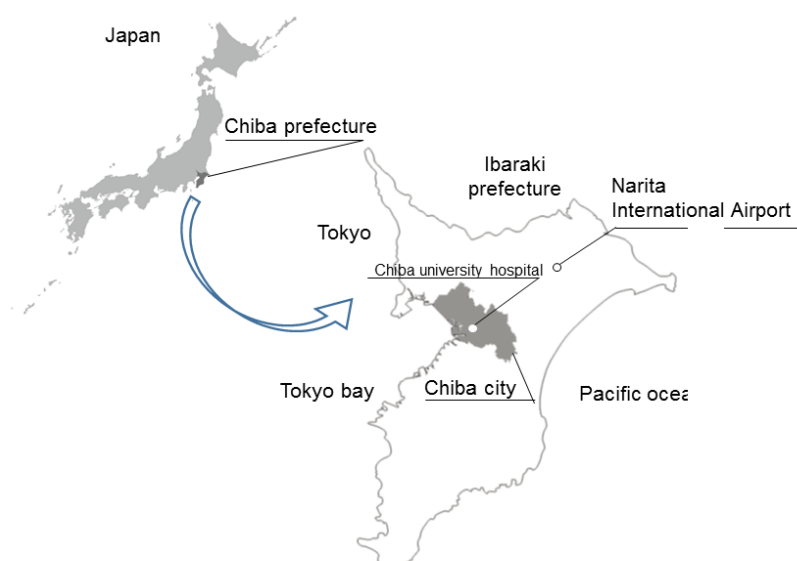 Japan
Chiba prefecture
Ibaraki
prefecture
Narita
International Airport
Tokyo
Chiba university hospital
Tokyo bay
Chiba city
Pacific ocea